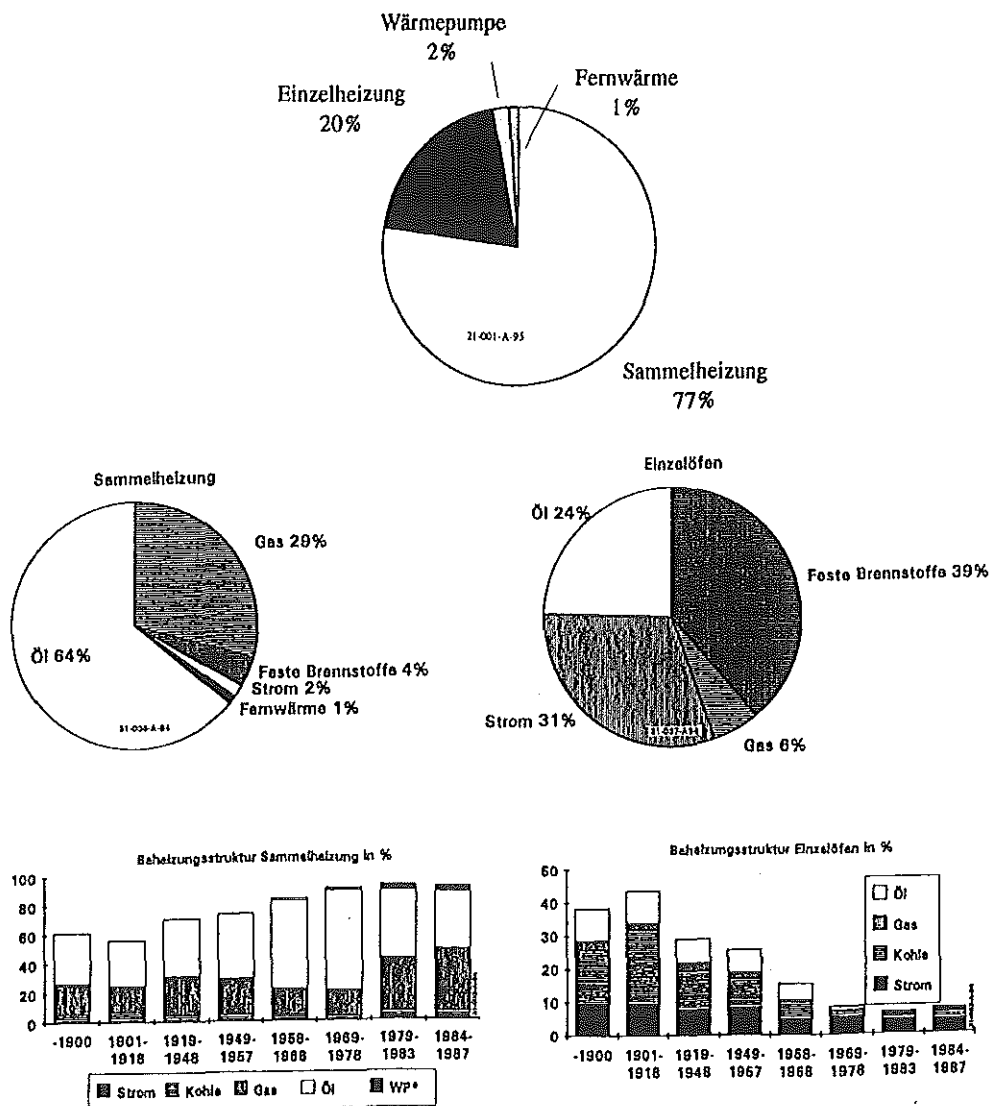 Wärmepumpe
2%
Fernwärme
1%
Einzelheizung
20%
21-001-A-95
Sammelheizung
77%
Sammelheizung
Gas 29%
Öl 64%
Feste Brennstoffe 4%
Strom 2%
Fernwärme 1%
Einzelöfen
Öl 24%
Feste Brennstoffe 39%
Strom 31%
Gas 6%
Beheizungsstruktur Sammelheizung in %
100
80
60
40
20
0
-1900 1901- 1919- 1949- 1958- 1969- 1979- 1984-
1918 1948 1957 1968 1978 1983 1987
Strom Kohle Gas Öl WP*
Beheizungsstruktur Einzelöfen in %
50
40
30
20
10
0
Öl
Gas
Kohle
Strom
-1900 1901- 1919- 1949- 1969- 1979- 1984-
1918 1948 1957 1968 1978 1983 1987